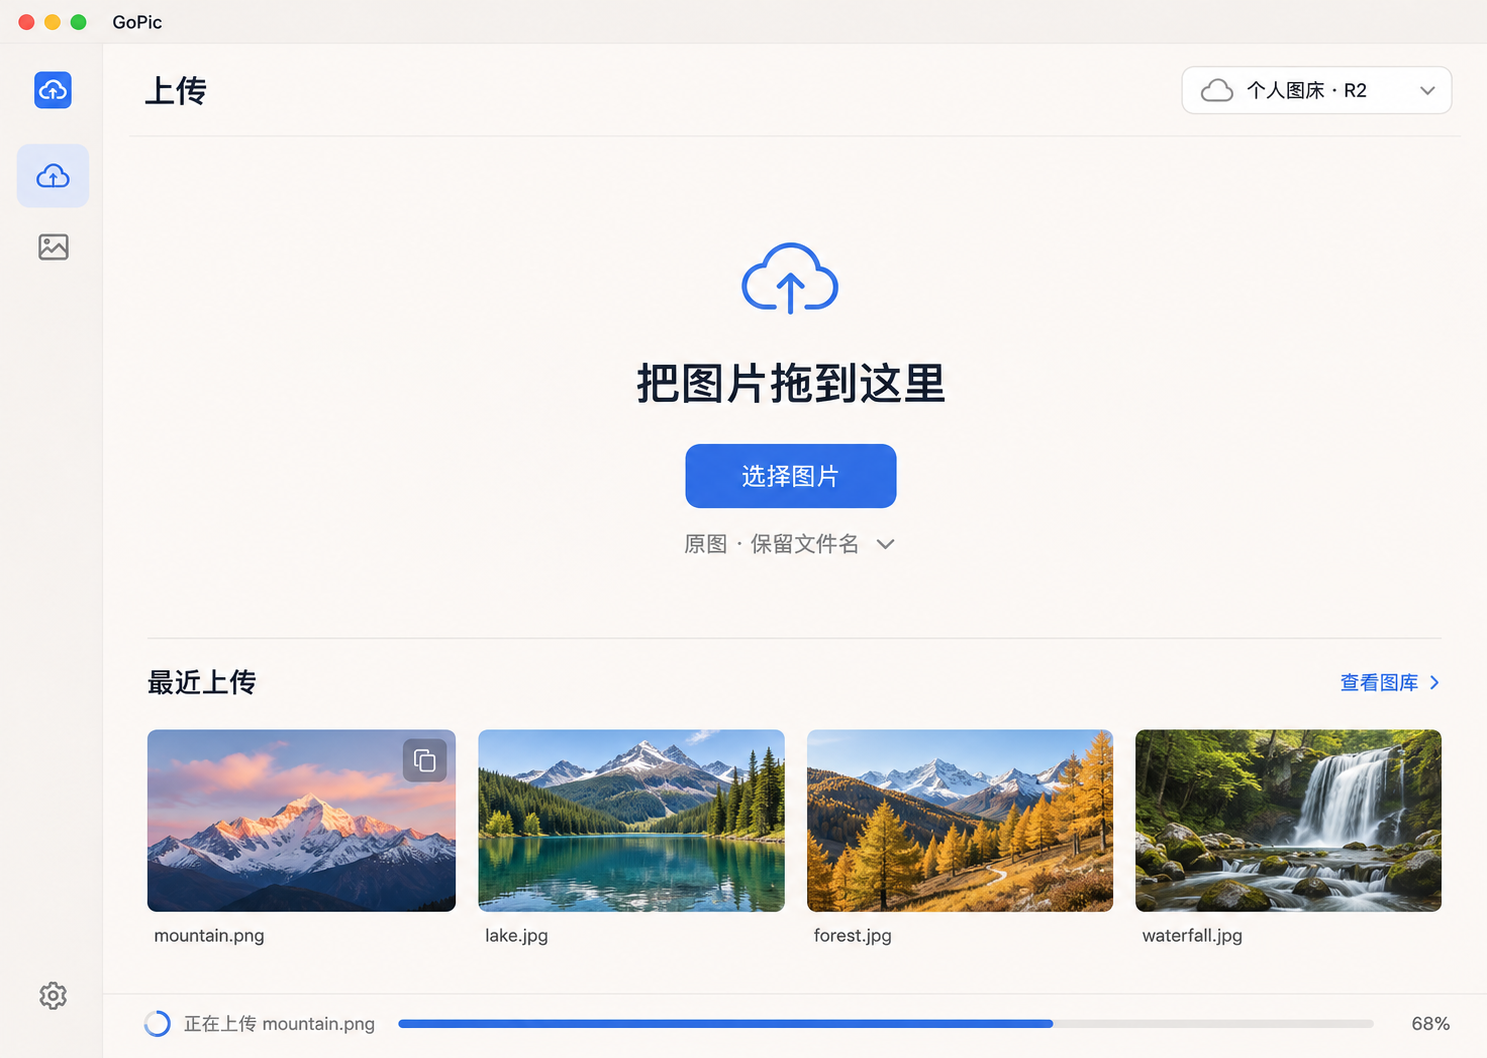 GoPic
上传
个人图床 · R2
把图片拖到这里
选择图片
原图 · 保留文件名
最近上传
查看图库
mountain.png
lake.jpg
forest.jpg
waterfall.jpg
正在上传 mountain.png
68%